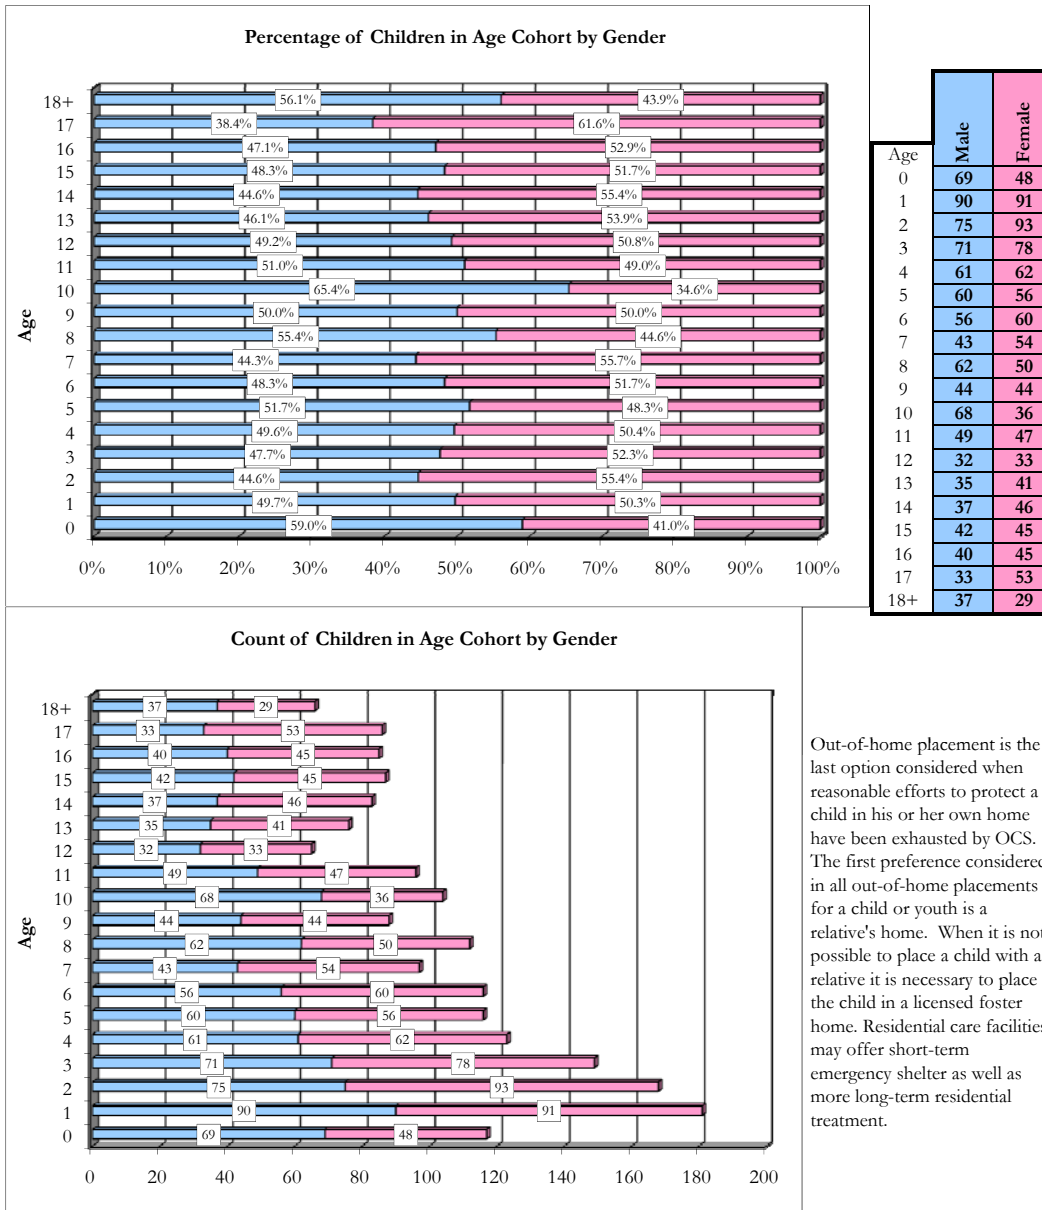 Percentage of Children in Age Cohort by Gender
Age
18+ 56.1% 43.9%
17 38.4% 61.6%
16 47.1% 52.9%
15 48.3% 51.7%
14 44.6% 55.4%
13 46.1% 53.9%
12 49.2% 50.8%
11 51.0% 49.0%
10 65.4% 34.6%
9 50.0% 50.0%
8 55.4% 44.6%
7 44.3% 55.7%
6 48.3% 51.7%
5 51.7% 48.3%
4 49.6% 50.4%
3 47.7% 52.3%
2 44.6% 55.4%
1 49.7% 50.3%
0 59.0% 41.0%
0% 10% 20% 30% 40% 50% 60% 70% 80% 90% 100%
Age Male Female
0 69 48
1 90 91
2 75 93
3 71 78
4 61 62
5 60 56
6 56 60
7 43 54
8 62 50
9 44 44
10 68 36
11 49 47
12 32 33
13 35 41
14 37 46
15 42 45
16 40 45
17 33 53
18+ 37 29
Count of Children in Age Cohort by Gender
Age
18+ 37 29
17 33 53
16 40 45
15 42 45
14 37 46
13 35 41
12 32 33
11 49 47
10 68 36
9 44 44
8 62 50
7 43 54
6 56 60
5 60 56
4 61 62
3 71 78
2 75 93
1 90 91
0 69 48
0 20 40 60 80 100 120 140 160 180 200
Out-of-home placement is the
last option considered when
reasonable efforts to protect a
child in his or her own home
have been exhausted by OCS.
The first preference considered
in all out-of-home placements
for a child or youth is a
relative's home. When it is not
possible to place a child with a
relative it is necessary to place
the child in a licensed foster
home. Residential care facilities
may offer short-term
emergency shelter as well as
more long-term residential
treatment.